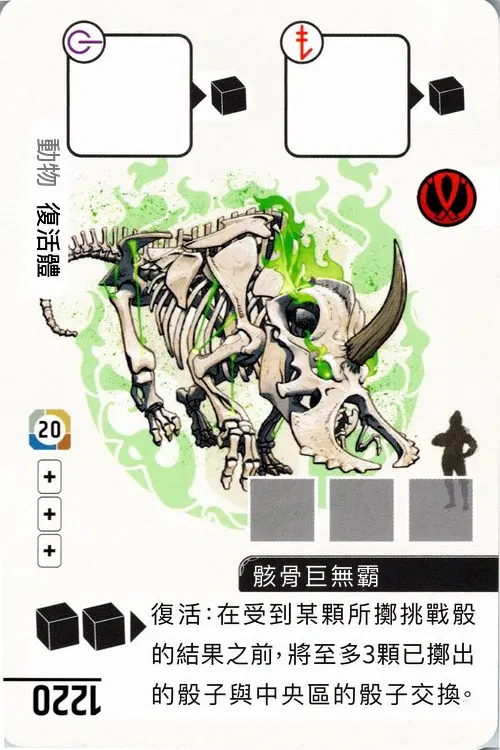 動物 復活體
20
+
+
+
骸骨巨無霸
復活：在受到某顆所擲挑戰骰
的結果之前，將至多3顆已擲出
的骰子與中央區的骰子交換。
1220